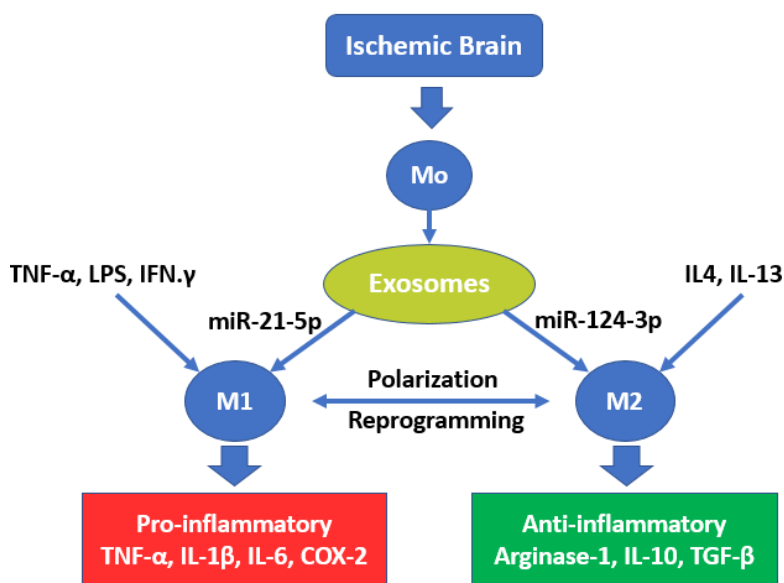 Ischemic Brain
Mo
TNF-α, LPS, IFN.γ
Exosomes
IL4, IL-13
miR-21-5p
miR-124-3p
M1
Polarization
Reprogramming
M2
Pro-inflammatory
TNF-α, IL-1β, IL-6, COX-2
Anti-inflammatory
Arginase-1, IL-10, TGF-β